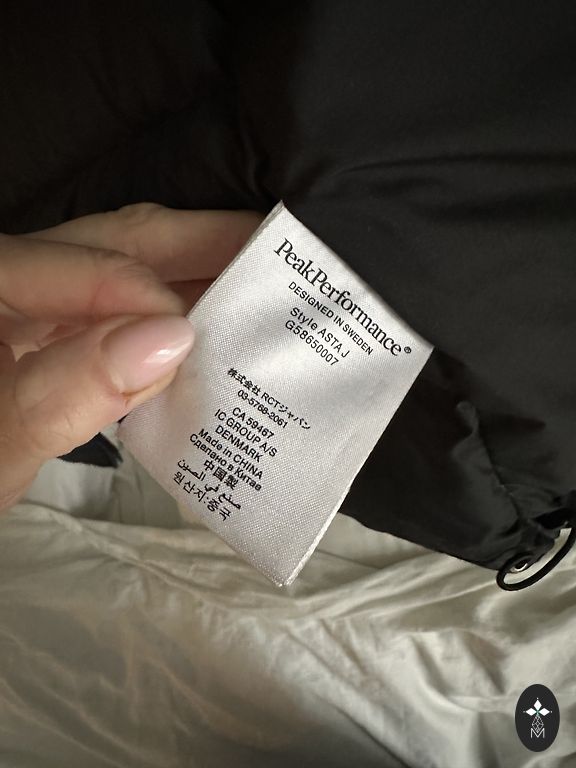 PeakPerformance®
DESIGNED IN SWEDEN
Style ASTA J
G58650007
株式会社 RCTジャパン
03-5768-2061
CA 59467
IC GROUP A/S
DENMARK
Made in CHINA
Сделано в Китае
中国製
صنع في الصين
원산지:중국
M